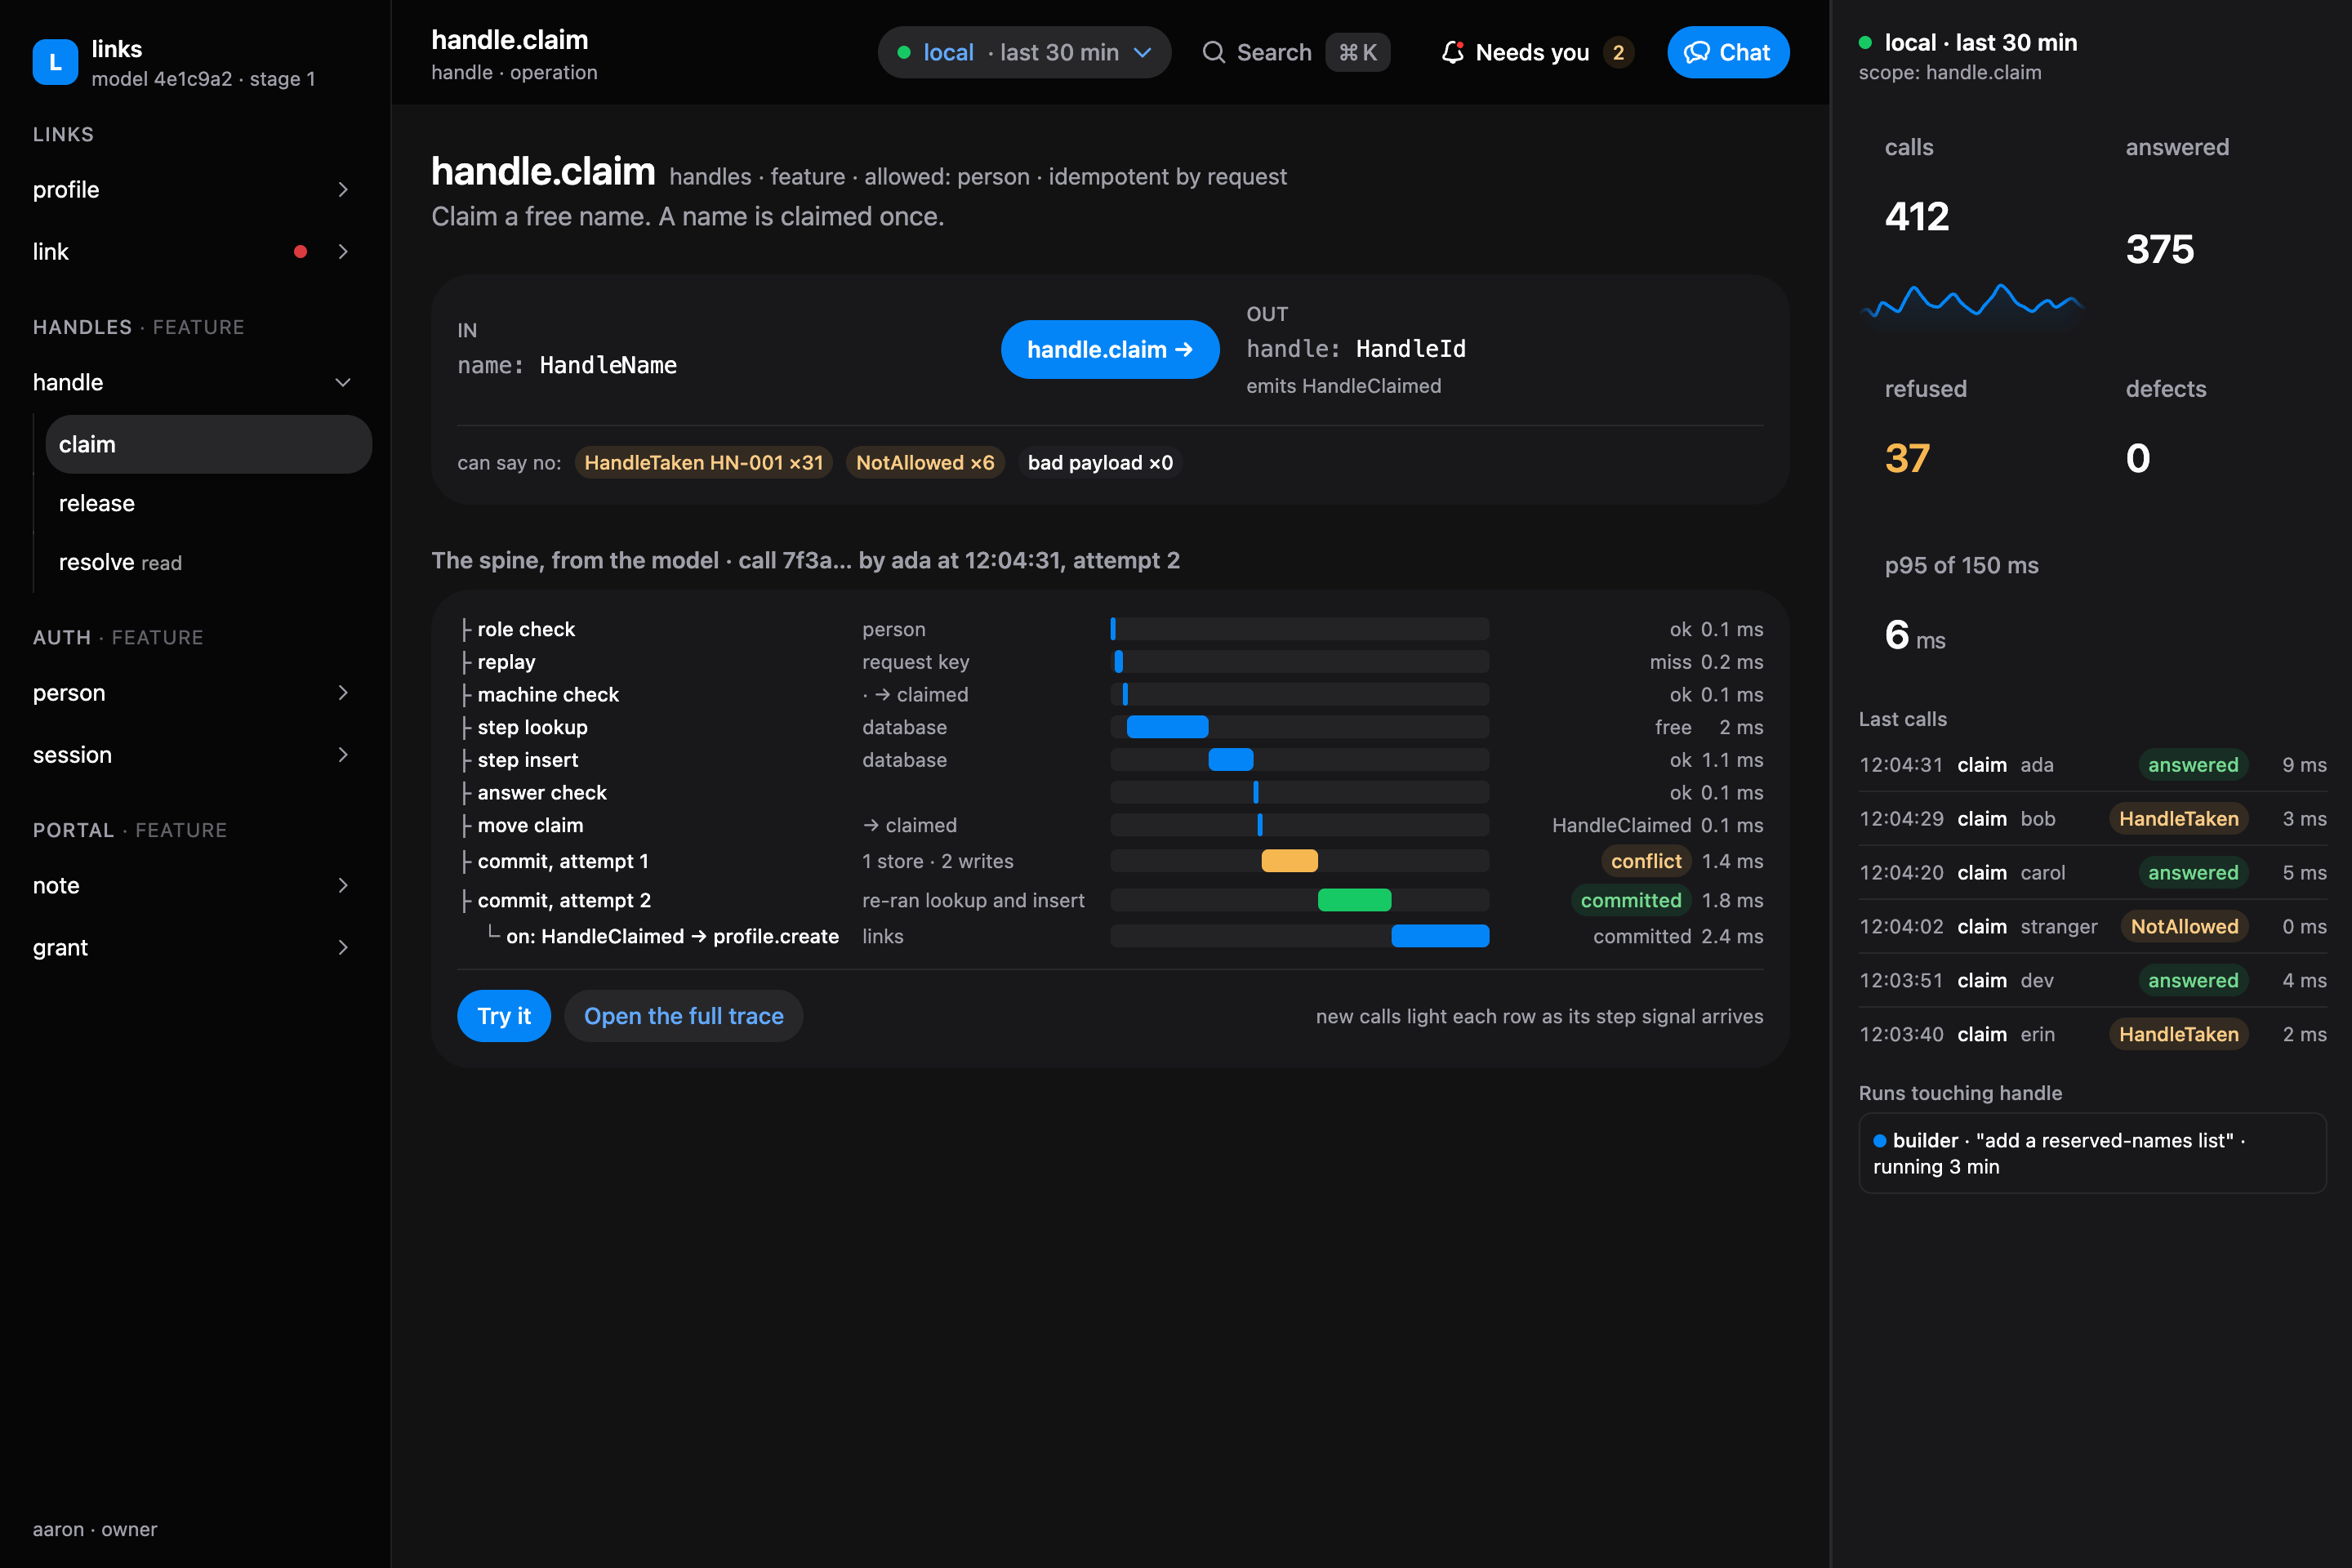 L
links
model 4e1c9a2 · stage 1
LINKS
profile
link
HANDLES · FEATURE
handle
claim
release
resolve read
AUTH · FEATURE
person
session
PORTAL · FEATURE
note
grant
aaron · owner
handle.claim
handle · operation
local · last 30 min
Search ⌘K
Needs you 2
Chat
handle.claim handles · feature · allowed: person · idempotent by request
Claim a free name. A name is claimed once.
IN
name: HandleName
handle.claim →
OUT
handle: HandleId
emits HandleClaimed
can say no: HandleTaken HN-001 ×31 NotAllowed ×6 bad payload ×0
The spine, from the model · call 7f3a... by ada at 12:04:31, attempt 2
├ role check person ok 0.1 ms
├ replay request key miss 0.2 ms
├ machine check · → claimed ok 0.1 ms
├ step lookup database free 2 ms
├ step insert database ok 1.1 ms
├ answer check ok 0.1 ms
├ move claim → claimed HandleClaimed 0.1 ms
├ commit, attempt 1 1 store · 2 writes conflict 1.4 ms
├ commit, attempt 2 re-ran lookup and insert committed 1.8 ms
└ on: HandleClaimed → profile.create links committed 2.4 ms
Try it
Open the full trace
new calls light each row as its step signal arrives
local · last 30 min
scope: handle.claim
calls
412
answered
375
refused
37
defects
0
p95 of 150 ms
6 ms
Last calls
12:04:31 claim ada answered 9 ms
12:04:29 claim bob HandleTaken 3 ms
12:04:20 claim carol answered 5 ms
12:04:02 claim stranger NotAllowed 0 ms
12:03:51 claim dev answered 4 ms
12:03:40 claim erin HandleTaken 2 ms
Runs touching handle
builder · "add a reserved-names list" ·
running 3 min